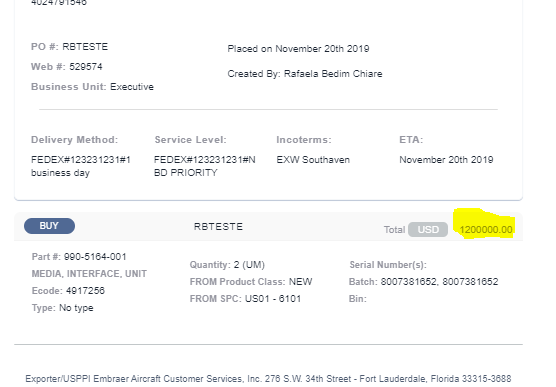 4024791546
PO #: RBTESTE
Placed on November 20th 2019
Web #: 529574
Created By: Rafaela Bedim Chiare
Business Unit: Executive
Delivery Method: Service Level: Incoterms: ETA:
FEDEX#123231231#1 FEDEX#123231231#N EXW Southaven November 20th 2019
business day BD PRIORITY
BUY RBTESTE Total USD 1200000.00
Part #: 990-5164-001
MEDIA, INTERFACE, UNIT
Ecode: 4917256
Type: No type
Quantity: 2 (UM)
FROM Product Class: NEW
FROM SPC: US01 - 6101
Serial Number(s):
Batch: 8007381652, 8007381652
Bin:
Exporter/USPPI Embraer Aircraft Customer Services, Inc. 276 S.W. 34th Street - Fort Lauderdale, Florida 33315-3688